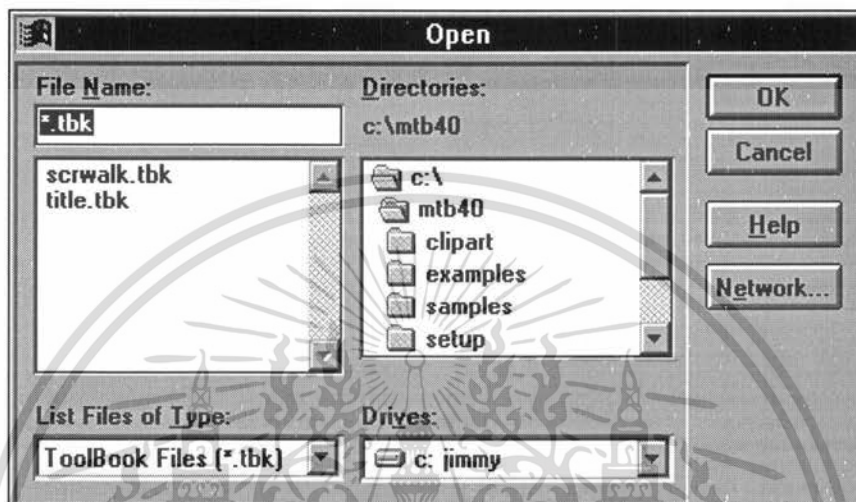 Open
File Name:
*.tbk
scrwalk.tbk
title.tbk
List Files of Type:
ToolBook Files (*.tbk)
Directories:
c:\mtb40
c:\
mtb40
clipart
examples
samples
setup
Drives:
c: jimmy
OK
Cancel
Help
Network...